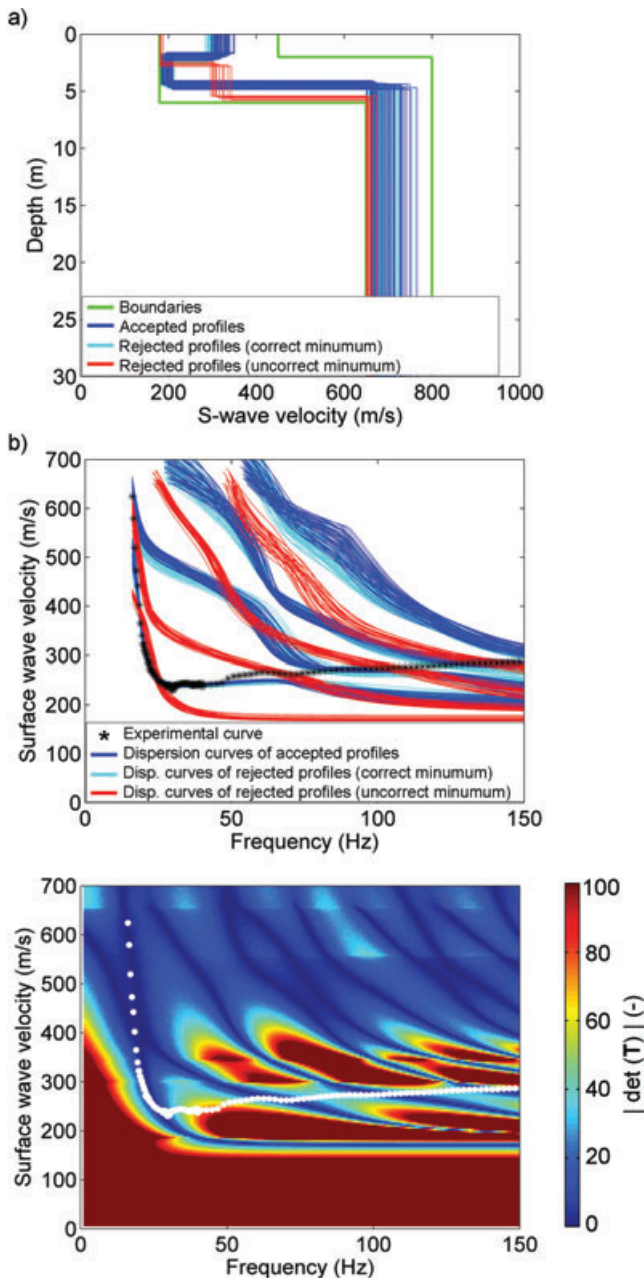 a)
0
5
10
15
20
25
30
Depth (m)
Boundaries
Accepted profiles
Rejected profiles (correct minumum)
Rejected profiles (uncorrect minumum)
0 200 400 600 800 1000
S-wave velocity (m/s)
b)
700
600
500
400
300
200
100
0
Surface wave velocity (m/s)
* Experimental curve
Dispersion curves of accepted profiles
Disp. curves of rejected profiles (correct minumum)
Disp. curves of rejected profiles (uncorrect minumum)
0 50 100 150
Frequency (Hz)
700
600
500
400
300
200
100
0
Surface wave velocity (m/s)
0 50 100 150
Frequency (Hz)
100
80
60
40
20
0
| det (T) | (-)